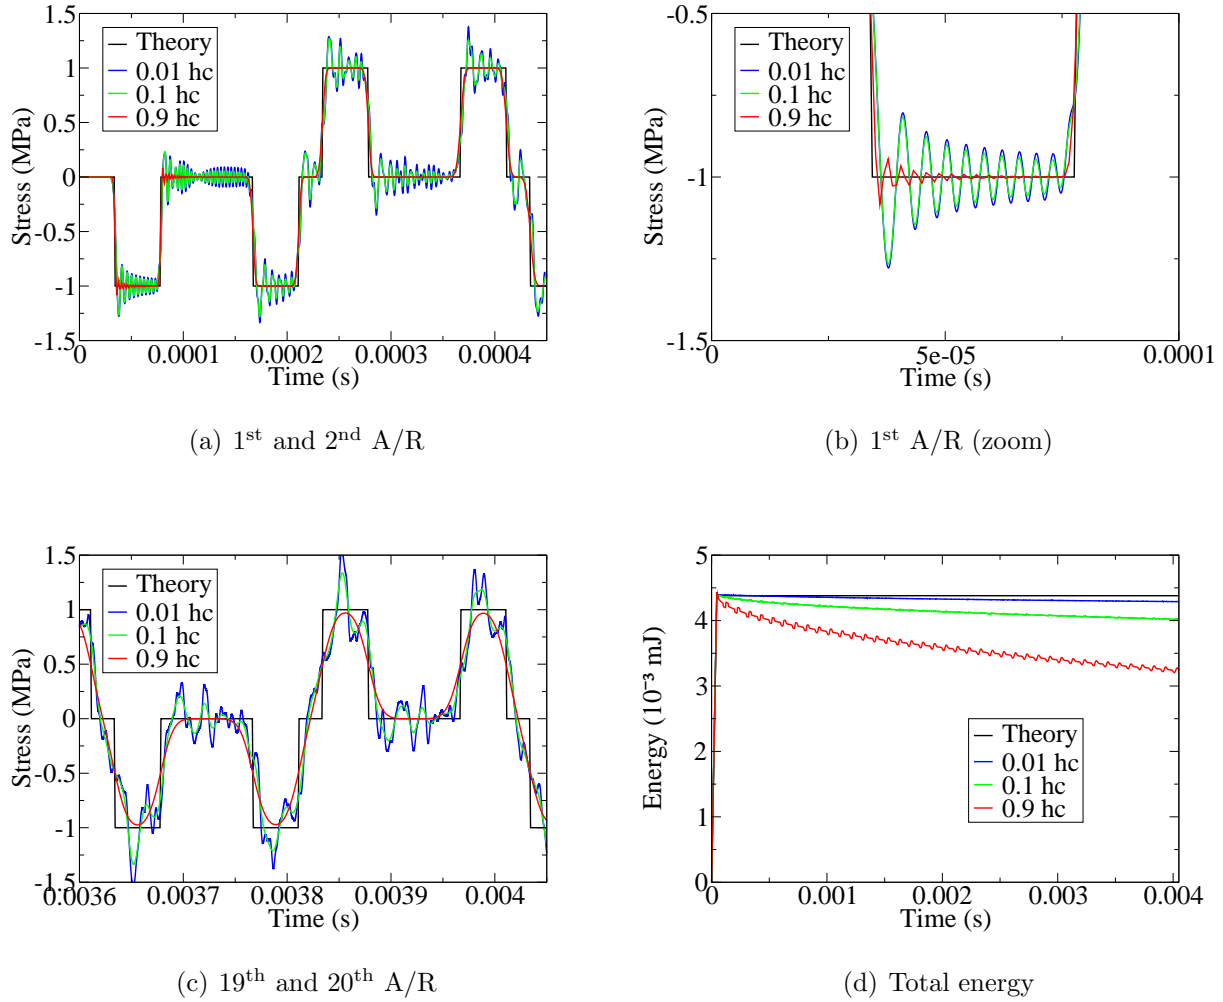 1.5
1
0.5
0
-0.5
-1
-1.5
Stress (MPa)
Theory
0.01 hc
0.1 hc
0.9 hc
0 0.0001 0.0002 0.0003 0.0004
Time (s)
(a) 1st and 2nd A/R
-0.5
-1
-1.5
Stress (MPa)
Theory
0.01 hc
0.1 hc
0.9 hc
0 5e-05 0.0001
Time (s)
(b) 1st A/R (zoom)
1.5
1
0.5
0
-0.5
-1
-1.5
Stress (MPa)
Theory
0.01 hc
0.1 hc
0.9 hc
0.0036 0.0037 0.0038 0.0039 0.004
Time (s)
(c) 19th and 20th A/R
5
4
3
2
1
0
Energy (10⁻³ mJ)
Theory
0.01 hc
0.1 hc
0.9 hc
0 0.001 0.002 0.003 0.004
Time (s)
(d) Total energy